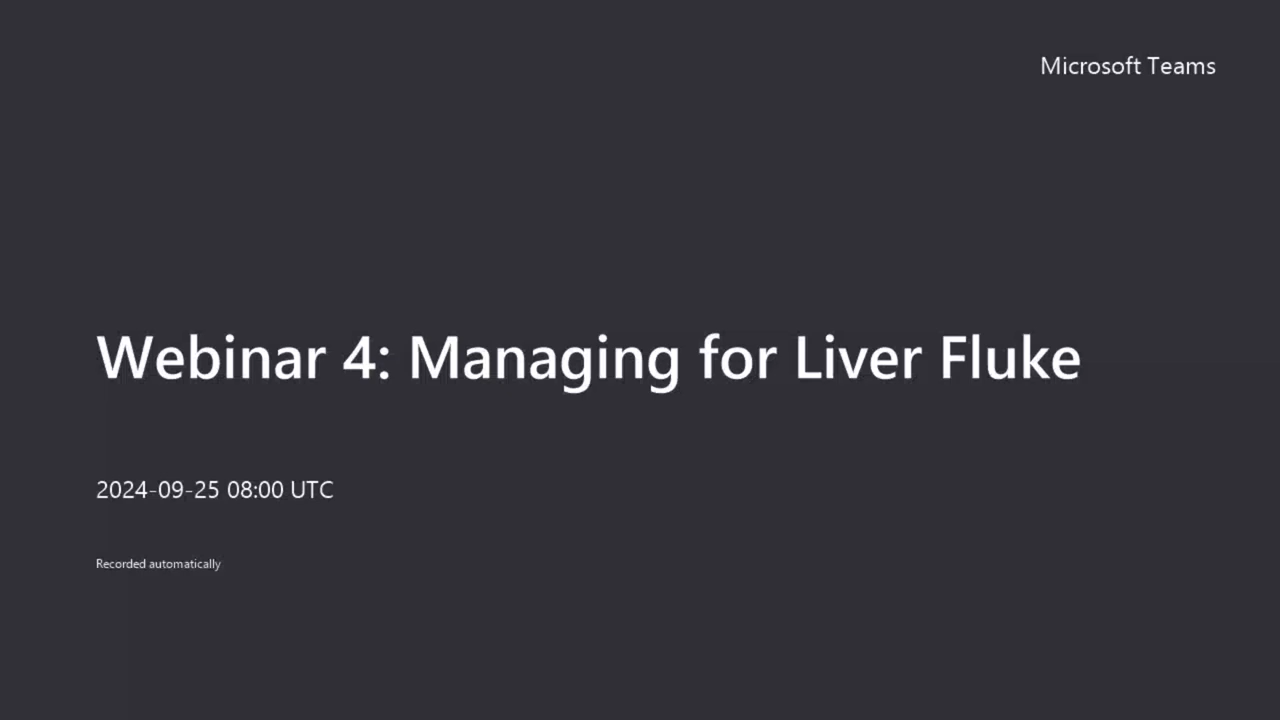 Microsoft Teams
Webinar 4: Managing for Liver Fluke
2024-09-25 08:00 UTC
Recorded automatically